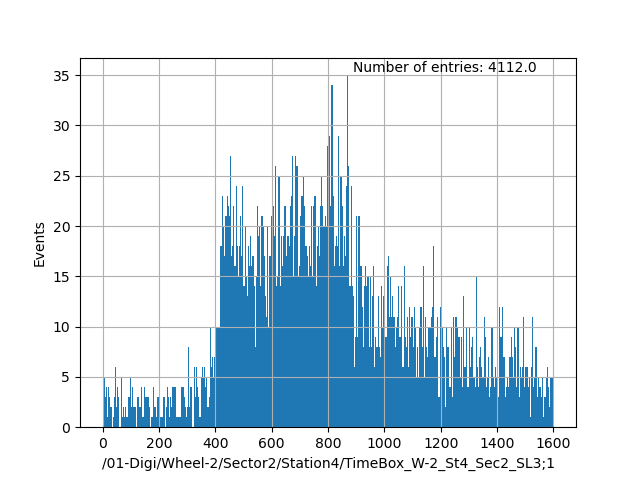 Number of entries: 4112.0
35
30
25
20
15
10
5
0
Events
0 200 400 600 800 1000 1200 1400 1600
/01-Digi/Wheel-2/Sector2/Station4/TimeBox_W-2_St4_Sec2_SL3;1